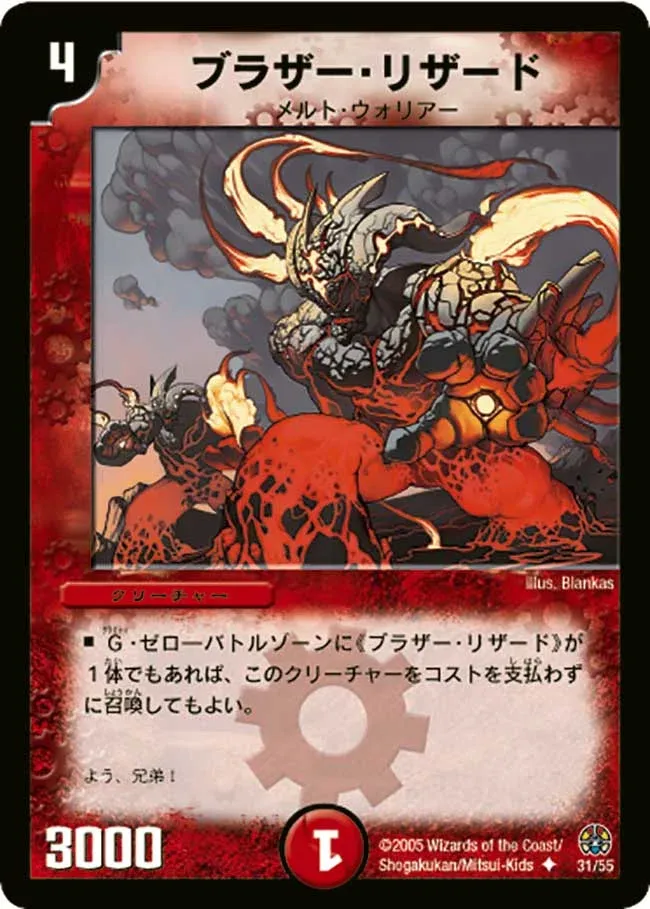 4
ブラザー・リザード
メルト・ウォリアー
illus. Blankas
クリーチャー
■ G・ゼロ－バトルゾーンに《ブラザー・リザード》が
1体でもあれば、このクリーチャーをコストを支払わず
に召喚してもよい。
よう、兄弟！
3000
1
©2005 Wizards of the Coast/
Shogakukan/Mitsui-Kids
31/55